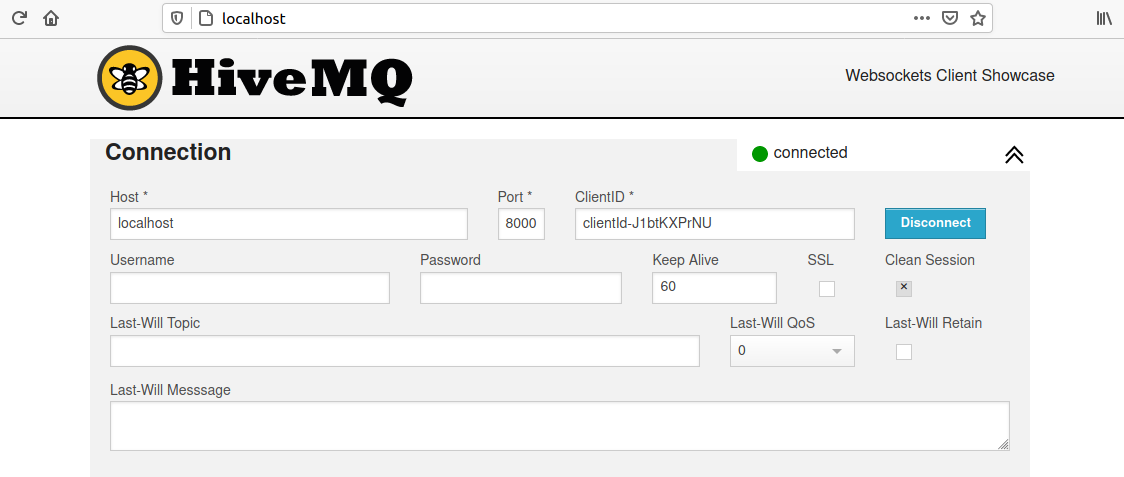 localhost
HiveMQ
Websockets Client Showcase
Connection
connected
Host *
Port *
ClientID *
localhost
8000
clientId-J1btKXPrNU
Disconnect
Username
Password
Keep Alive
SSL
Clean Session
60
Last-Will Topic
Last-Will QoS
Last-Will Retain
0
Last-Will Messsage